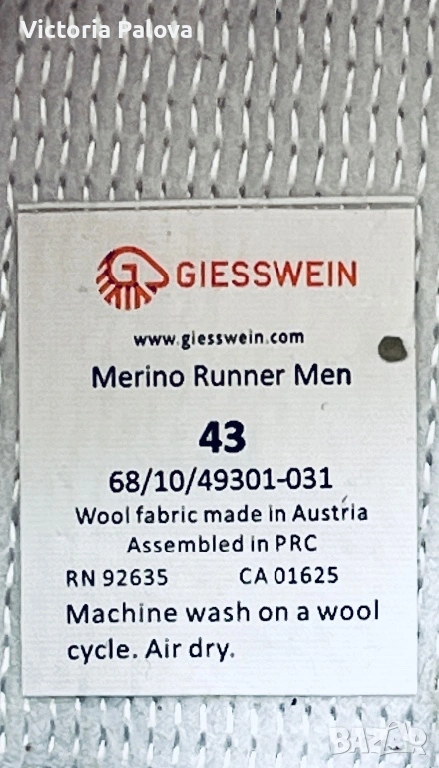 Victoria Palova
GIESSWEIN
www.giesswein.com
Merino Runner Men
43
68/10/49301-031
Wool fabric made in Austria
Assembled in PRC
RN 92635 CA 01625
Machine wash on a wool
cycle. Air dry.
BAZAR